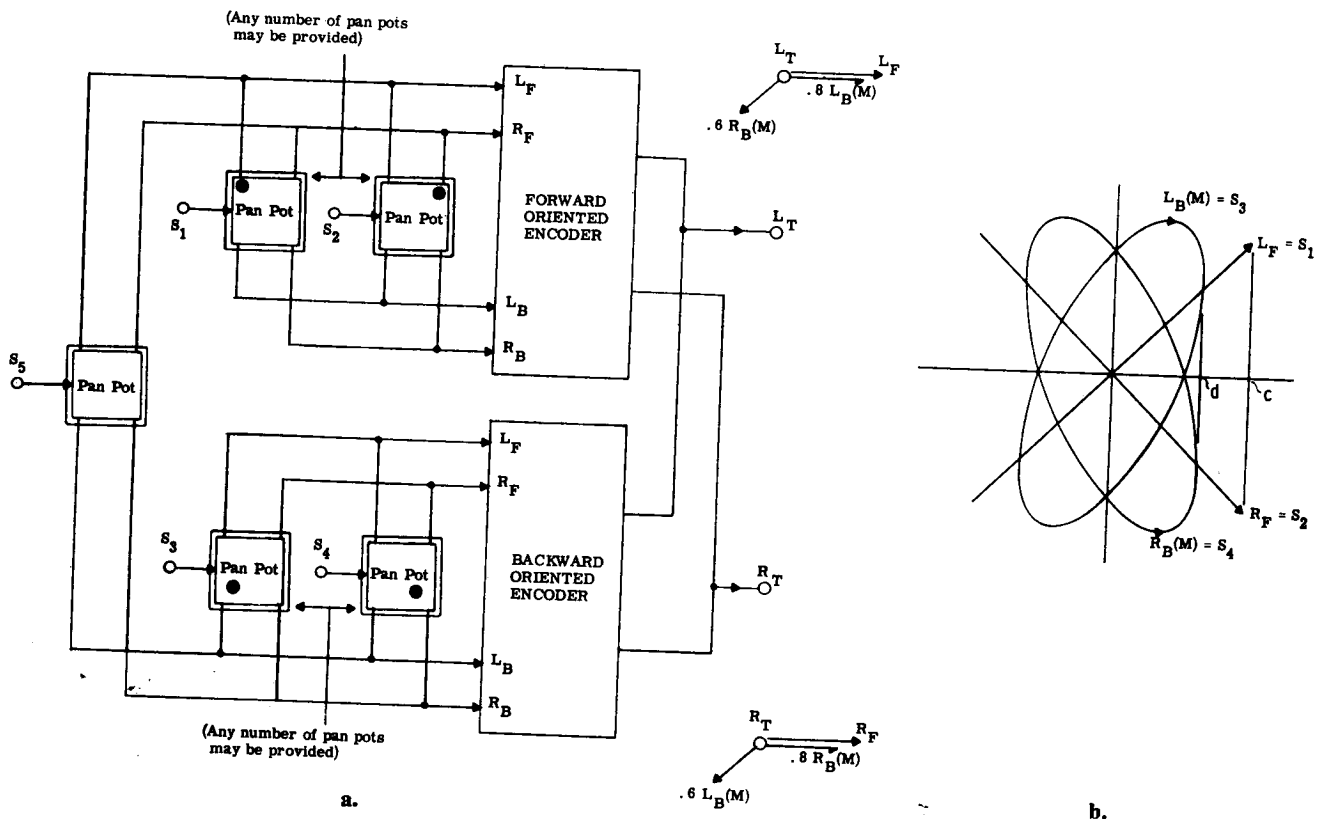 (Any number of pan pots
may be provided)
L_T
L_F
.8 L_B(M)
.6 R_B(M)
L_F
R_F
Pan Pot
Pan Pot
S_1
S_2
FORWARD
ORIENTED
ENCODER
L_B
R_B
L_T
L_B(M) = S_3
L_F = S_1
d
c
R_F = S_2
R_B(M) = S_4
S_5
Pan Pot
L_F
R_F
S_3
Pan Pot
S_4
Pan Pot
BACKWARD
ORIENTED
ENCODER
L_B
R_B
R_T
(Any number of pan pots
may be provided)
R_T
R_F
.8 R_B(M)
.6 L_B(M)
a.
b.